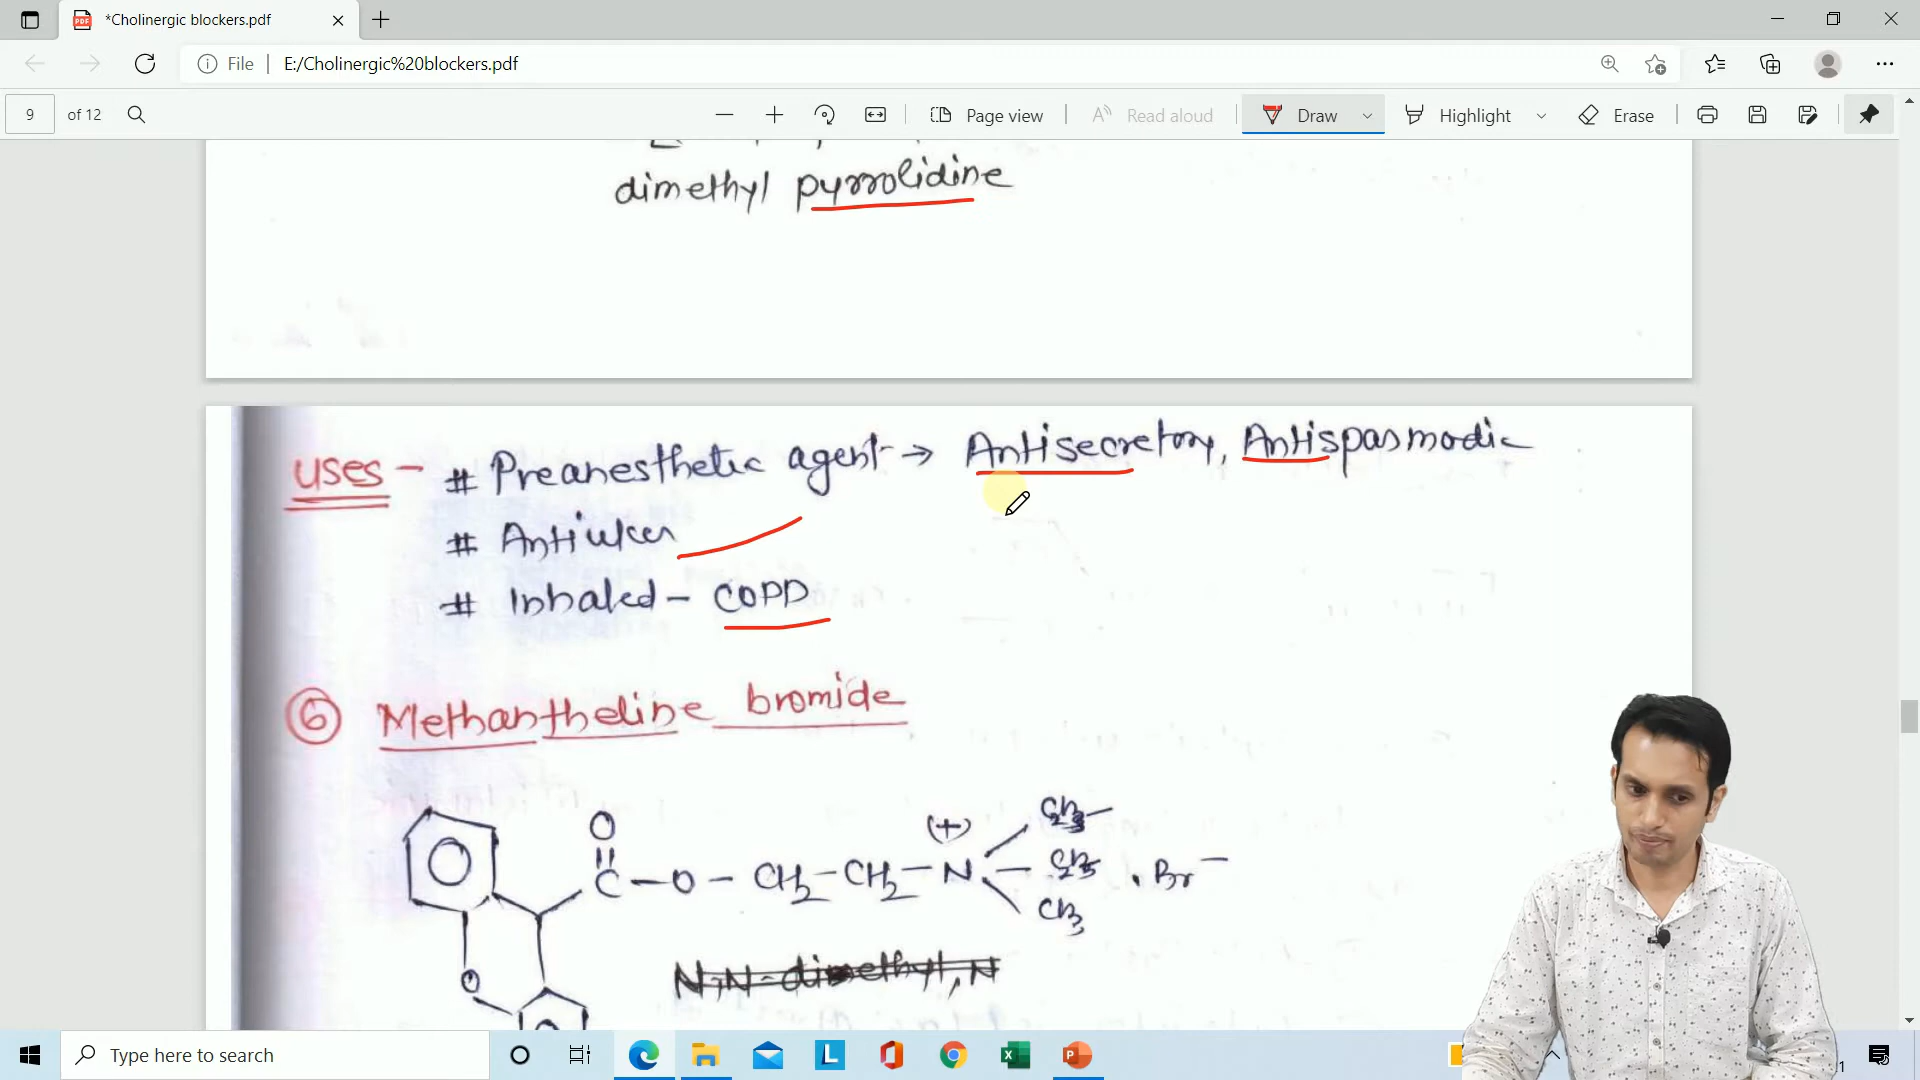 *Cholinergic blockers.pdf
File E:/Cholinergic%20blockers.pdf
9 of 12 Page view Read aloud Draw Highlight Erase
dimethyl pyrrolidine
USES - # Preanesthetic agent → Antisecretory, Antispasmodic
# Antiulcer
# Inhaled - COPD
⑥ Methantheline bromide
O
(+)
C - O - CH2 - CH2 - N
CH3
. Br -
O
N,N-dimethyl, N
Type here to search